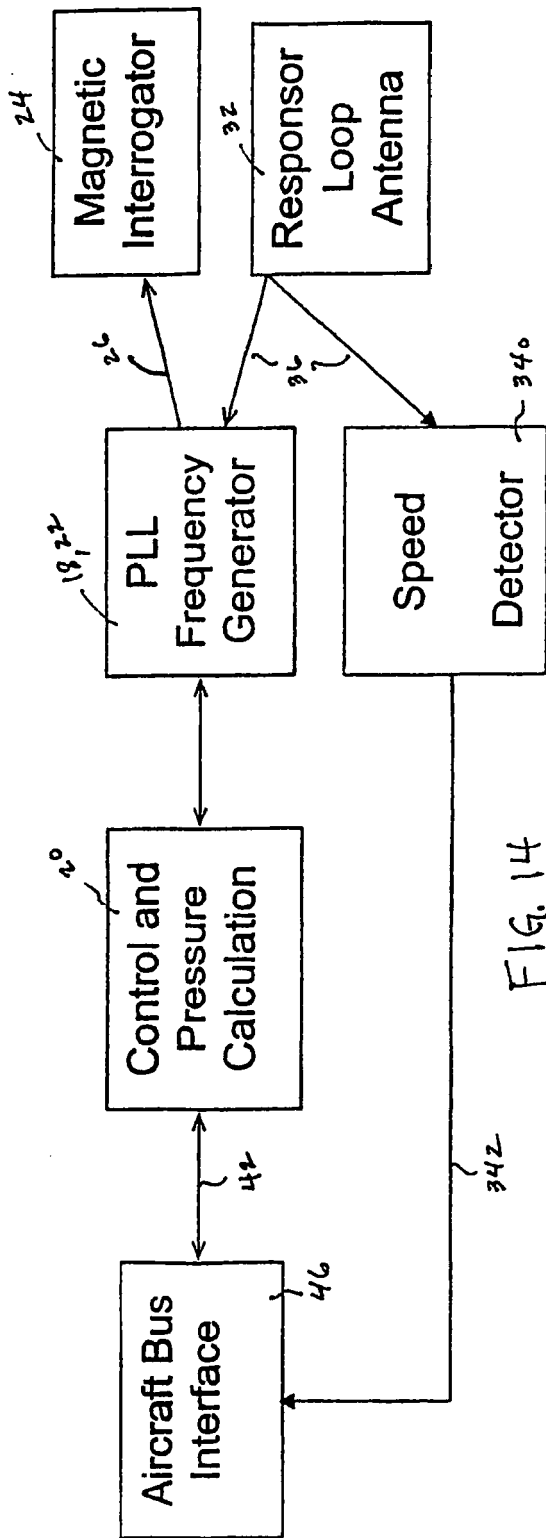 Aircraft Bus
Interface
46
42
20
Control and
Pressure
Calculation
18, 22
PLL
Frequency
Generator
26
24
Magnetic
Interrogator
36
32
Responsor
Loop
Antenna
Speed
Detector
340
342
FIG. 14